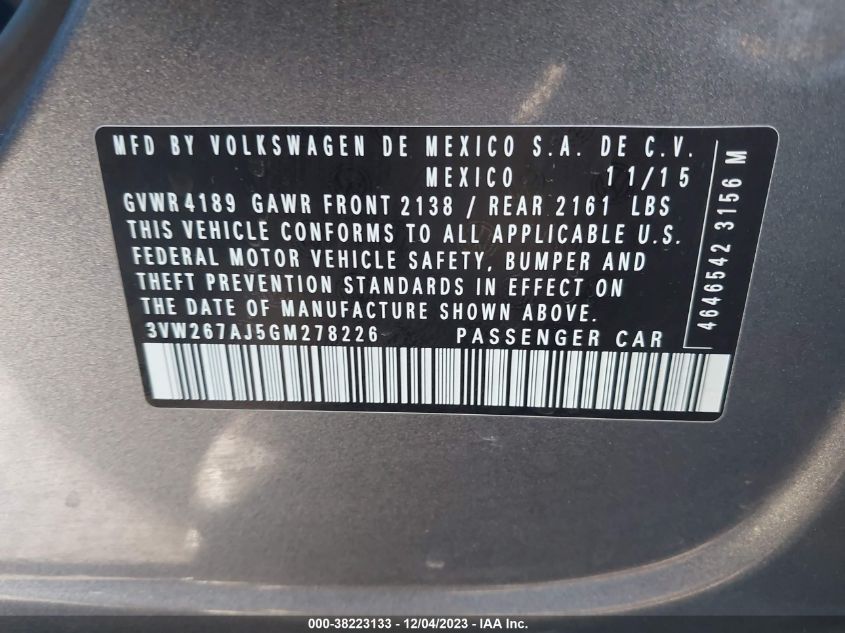 MFD BY VOLKSWAGEN DE MEXICO S.A. DE C.V.
MEXICO 11/15
GVWR 4189 GAWR FRONT 2138 / REAR 2161 LBS
THIS VEHICLE CONFORMS TO ALL APPLICABLE U.S.
FEDERAL MOTOR VEHICLE SAFETY, BUMPER AND
THEFT PREVENTION STANDARDS IN EFFECT ON
THE DATE OF MANUFACTURE SHOWN ABOVE.
3VW267AJ5GM278226 PASSENGER CAR
4646542 3156 M
000-38223133 - 12/04/2023 - IAA Inc.